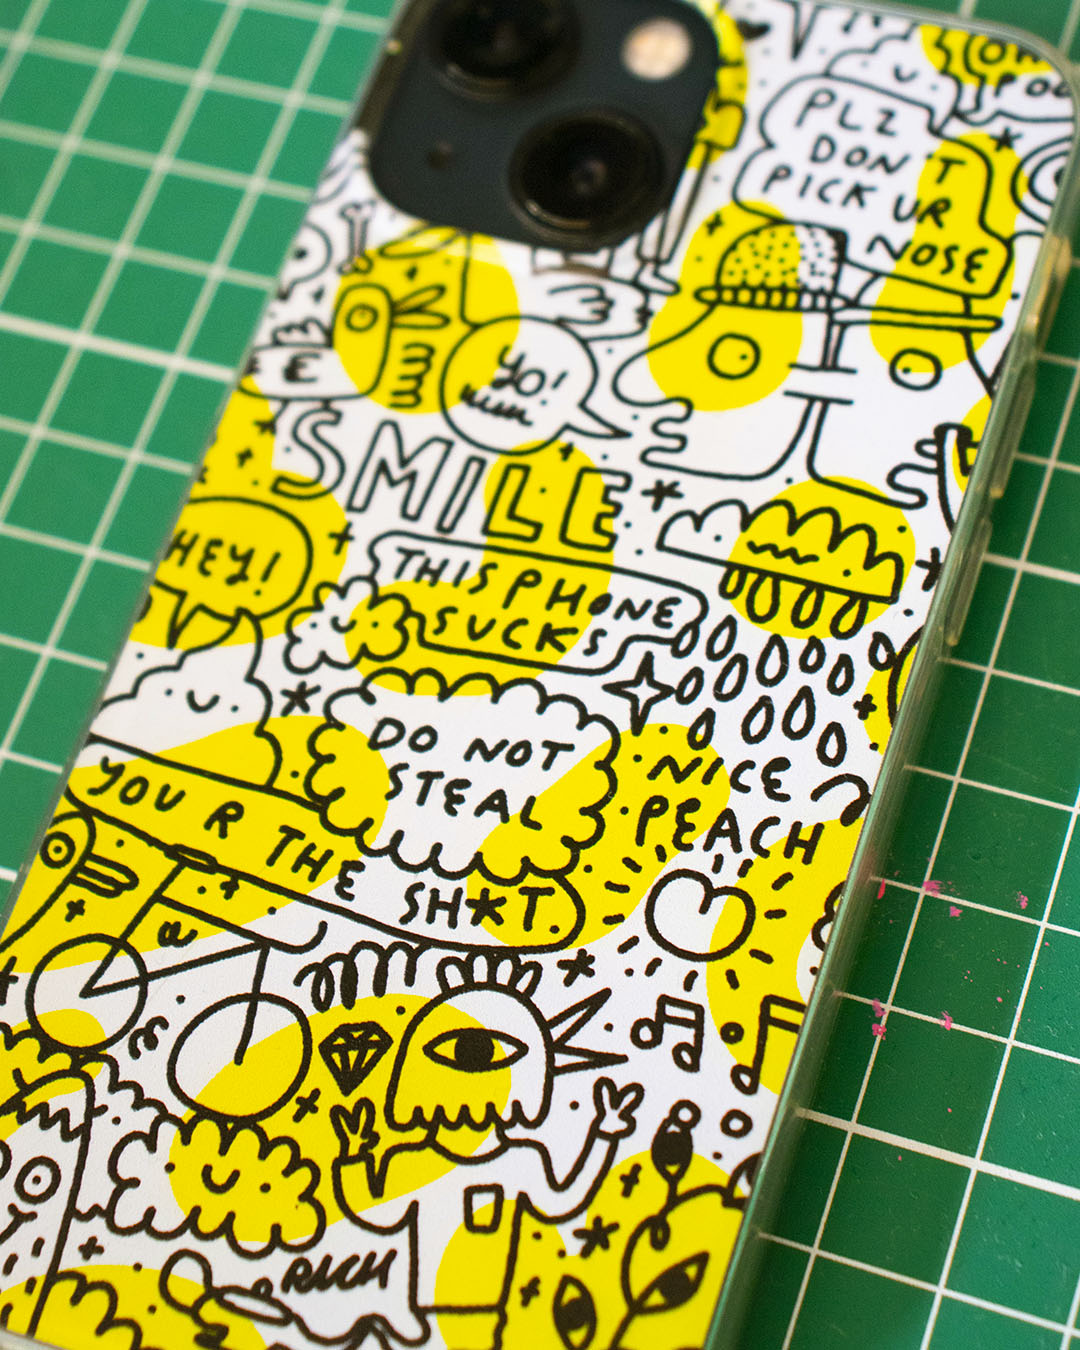 PLZ
DON'T
PICK UR
NOSE
YO!
SMILE
HEY!
THIS PHONE
SUCKS
DO NOT
STEAL
NICE
PEACH
YOU R THE SH*T.
RICH